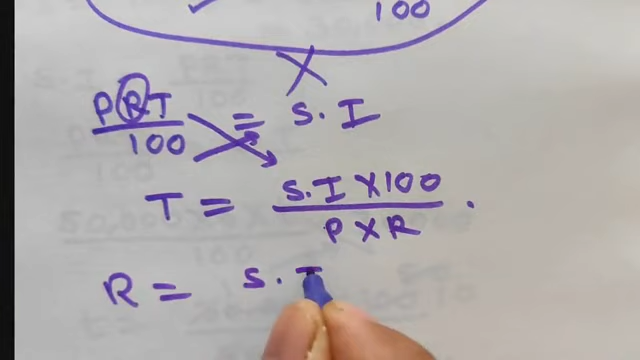 100
PRT/100 = S.I
T = S.I X 100 / P X R .
R = S.I